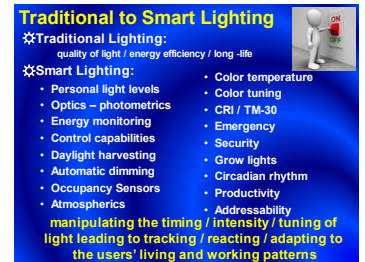 Traditional to Smart Lighting
Traditional Lighting:
quality of light / energy efficiency / long -life
Smart Lighting:
• Personal light levels
• Optics – photometrics
• Energy monitoring
• Control capabilities
• Daylight harvesting
• Automatic dimming
• Occupancy Sensors
• Atmospherics
• Color temperature
• Color tuning
• CRI / TM-30
• Emergency
• Security
• Grow lights
• Circadian rhythm
• Productivity
• Addressability
manipulating the timing / intensity / tuning of
light leading to tracking / reacting / adapting to
the users' living and working patterns
ON
OFF